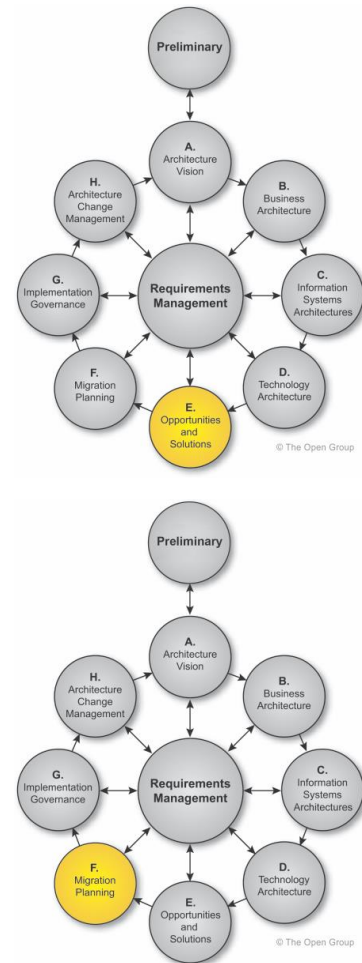 Preliminary
A.
Architecture
Vision
H.
Architecture
Change
Management
B.
Business
Architecture
G.
Implementation
Governance
Requirements
Management
C.
Information
Systems
Architectures
F.
Migration
Planning
D.
Technology
Architecture
E.
Opportunities
and
Solutions
© The Open Group
Preliminary
A.
Architecture
Vision
H.
Architecture
Change
Management
B.
Business
Architecture
G.
Implementation
Governance
Requirements
Management
C.
Information
Systems
Architectures
F.
Migration
Planning
D.
Technology
Architecture
E.
Opportunities
and
Solutions
© The Open Group